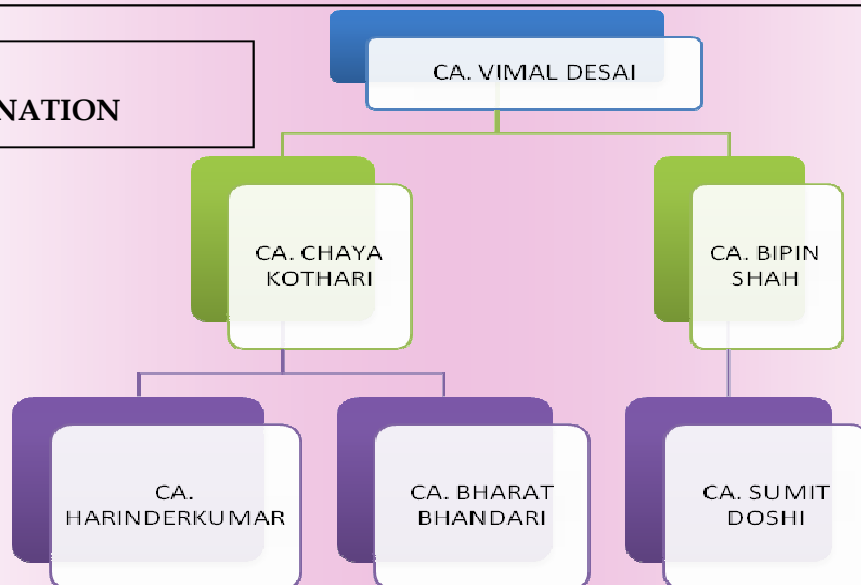 CA. VIMAL DESAI
NATION
CA. CHAYA
KOTHARI
CA. BIPIN
SHAH
CA.
HARINDERKUMAR
CA. BHARAT
BHANDARI
CA. SUMIT
DOSHI